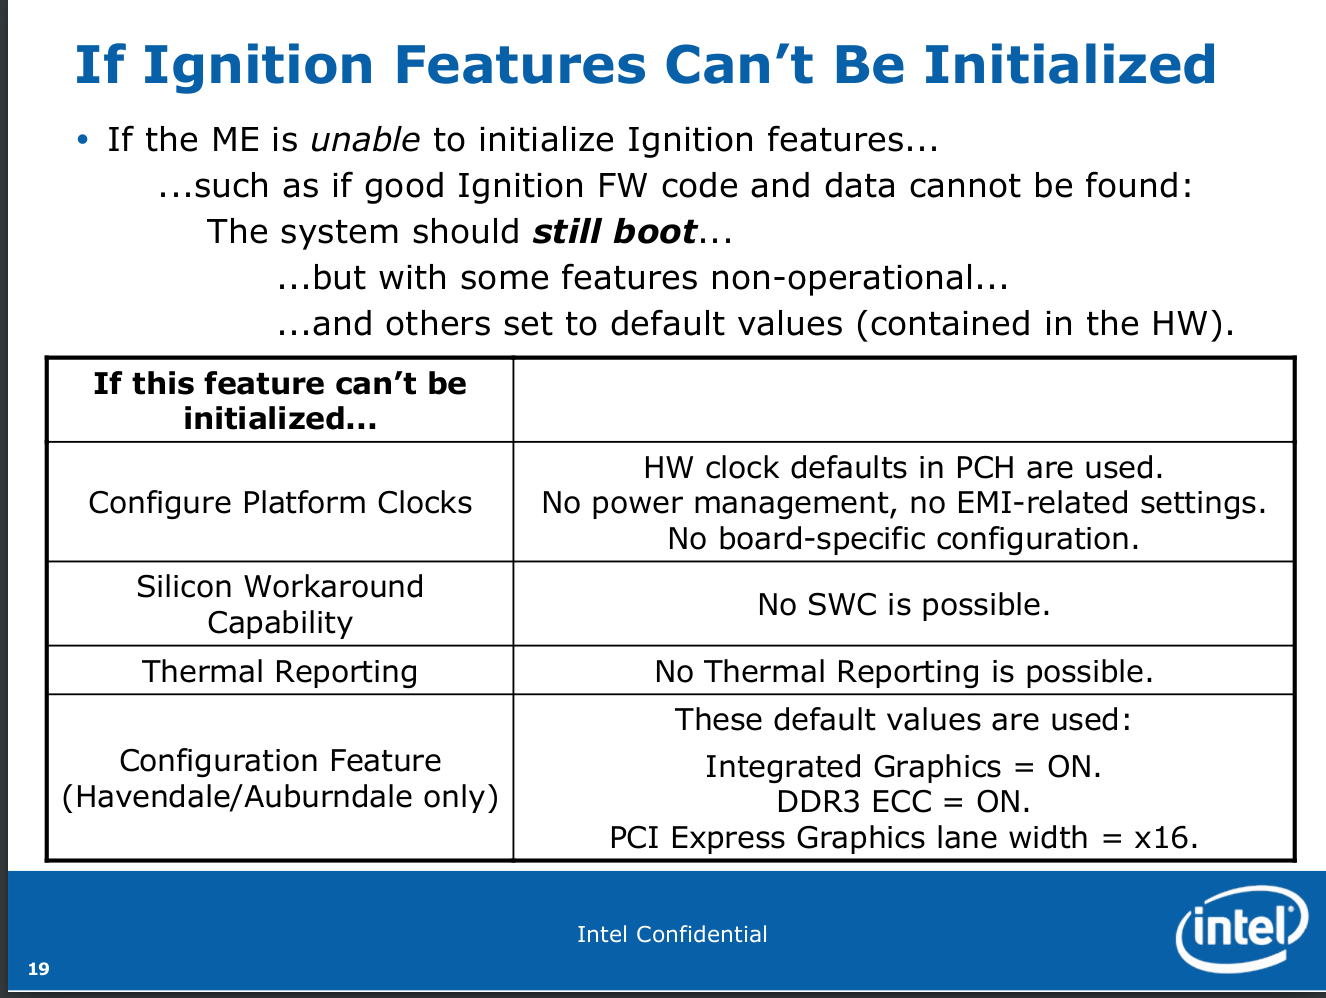 If Ignition Features Can’t Be Initialized
• If the ME is unable to initialize Ignition features...
...such as if good Ignition FW code and data cannot be found:
The system should still boot...
...but with some features non-operational...
...and others set to default values (contained in the HW).
If this feature can’t be
initialized...
Configure Platform Clocks
HW clock defaults in PCH are used.
No power management, no EMI-related settings.
No board-specific configuration.
Silicon Workaround
Capability
No SWC is possible.
Thermal Reporting
No Thermal Reporting is possible.
Configuration Feature
(Havendale/Auburndale only)
These default values are used:
Integrated Graphics = ON.
DDR3 ECC = ON.
PCI Express Graphics lane width = x16.
Intel Confidential
intel®
19